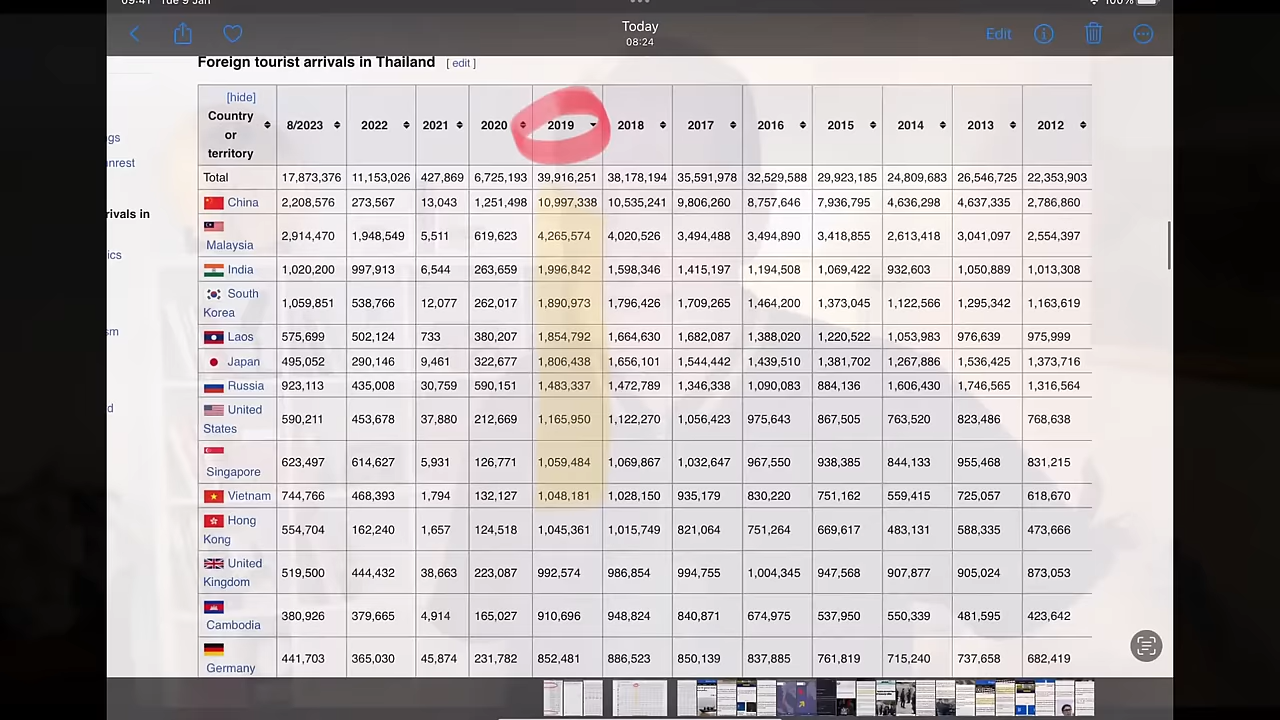 09:41 Tue 9 Jan 100%
Today
08:24
Edit
Foreign tourist arrivals in Thailand [ edit ]
[hide]
Country or territory 8/2023 2022 2021 2020 2019 2018 2017 2016 2015 2014 2013 2012
Total 17,873,376 11,153,026 427,869 6,725,193 39,916,251 38,178,194 35,591,978 32,529,588 29,923,185 24,809,683 26,546,725 22,353,903
China 2,208,576 273,567 13,043 1,251,498 10,997,338 9,806,260 8,757,646 7,936,795 4,637,335 2,786,860
Malaysia 2,914,470 1,948,549 5,511 619,623 4,265,574 4,020,526 3,494,488 3,494,890 3,418,855 2,613,418 3,041,097 2,554,397
India 1,020,200 997,913 6,544 263,659 1,996,842 1,415,197 1,194,508 1,069,422 932,603 1,050,889 1,013,308
South Korea 1,059,851 538,766 12,077 262,017 1,890,973 1,796,426 1,709,265 1,464,200 1,373,045 1,122,566 1,295,342 1,163,619
Laos 575,699 502,124 733 380,207 1,854,792 1,664,630 1,682,087 1,388,020 1,220,522 1,053,983 976,639 975,999
Japan 495,052 290,146 9,461 322,677 1,806,438 1,656,101 1,544,442 1,439,510 1,381,702 1,267,886 1,536,425 1,373,716
Russia 923,113 435,008 30,759 590,151 1,483,337 1,472,789 1,346,338 1,090,083 884,136 1,606,430 1,746,565 1,316,564
United States 590,211 453,678 37,880 212,669 1,165,950 1,122,270 1,056,423 975,643 867,505 763,520 823,486 768,638
Singapore 623,497 614,627 5,931 126,771 1,059,484 1,069,867 1,032,647 967,550 938,385 844,133 955,468 831,215
Vietnam 744,766 468,393 1,794 132,127 1,048,181 1,028,150 935,179 830,220 751,162 559,415 725,057 618,670
Hong Kong 554,704 162,240 1,657 124,518 1,045,361 1,015,749 821,064 751,264 669,617 483,131 588,335 473,666
United Kingdom 519,500 444,432 38,663 223,087 992,574 986,854 994,755 1,004,345 947,568 907,877 905,024 873,053
Cambodia 380,926 379,665 4,914 165,027 910,696 948,824 840,871 674,975 537,950 550,339 481,595 423,642
Germany 441,703 365,030 45,874 231,782 852,481 886,523 850,139 837,885 761,819 715,240 737,658 682,419